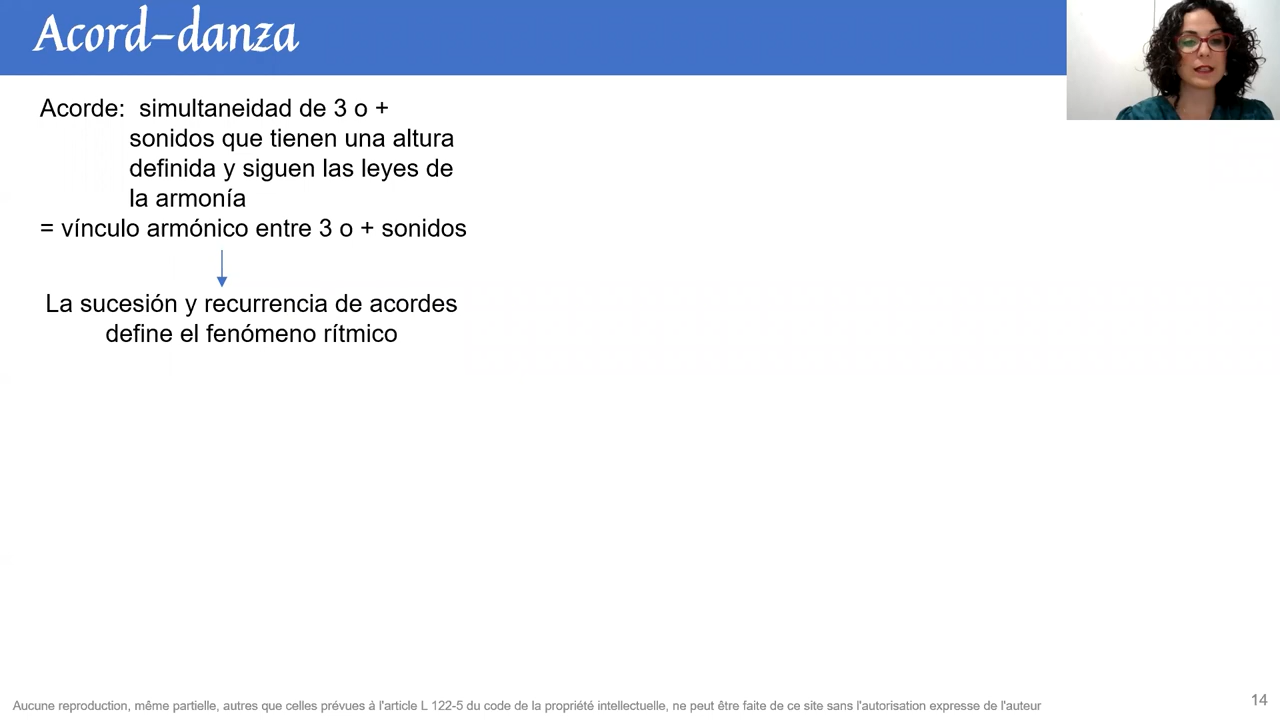 Acord-danza
Acorde: simultaneidad de 3 o +
sonidos que tienen una altura
definida y siguen las leyes de
la armonía
= vínculo armónico entre 3 o + sonidos
La sucesión y recurrencia de acordes
define el fenómeno rítmico
Aucune reproduction, même partielle, autres que celles prévues à l'article L 122-5 du code de la propriété intellectuelle, ne peut être faite de ce site sans l'autorisation expresse de l'auteur
14